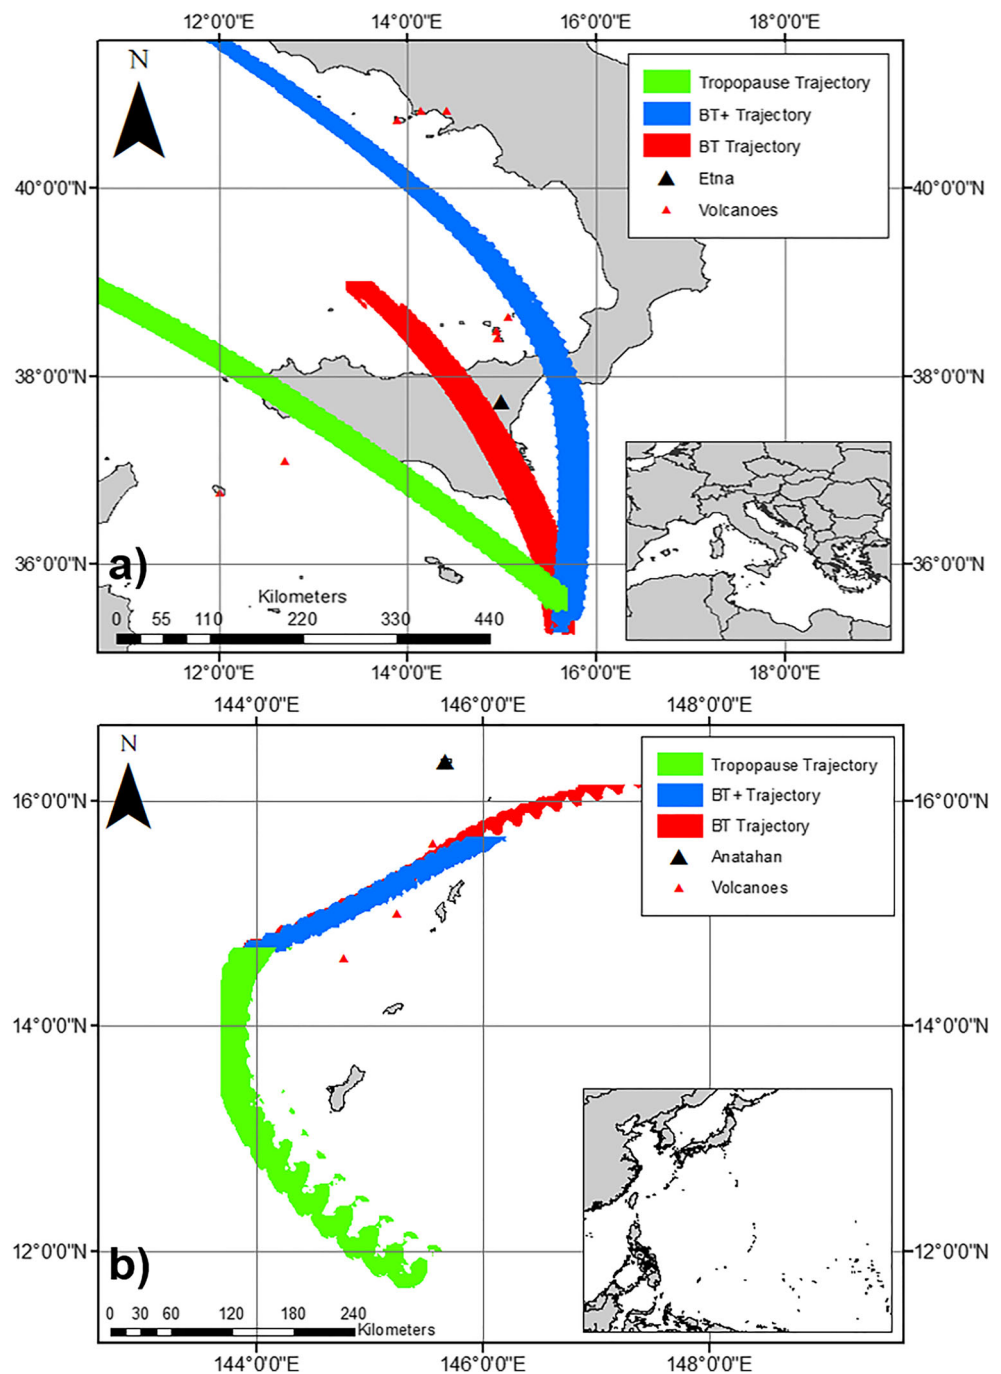 12°0'0"E 14°0'0"E 16°0'0"E 18°0'0"E
N
Tropopause Trajectory
BT+ Trajectory
BT Trajectory
Etna
Volcanoes
40°0'0"N 40°0'0"N
38°0'0"N 38°0'0"N
36°0'0"N 36°0'0"N
a)
Kilometers
0 55 110 220 330 440
12°0'0"E 14°0'0"E 16°0'0"E 18°0'0"E
144°0'0"E 146°0'0"E 148°0'0"E
N
Tropopause Trajectory
BT+ Trajectory
BT Trajectory
Anatahan
Volcanoes
16°0'0"N 16°0'0"N
14°0'0"N 14°0'0"N
12°0'0"N 12°0'0"N
b)
0 30 60 120 180 240
Kilometers
144°0'0"E 146°0'0"E 148°0'0"E